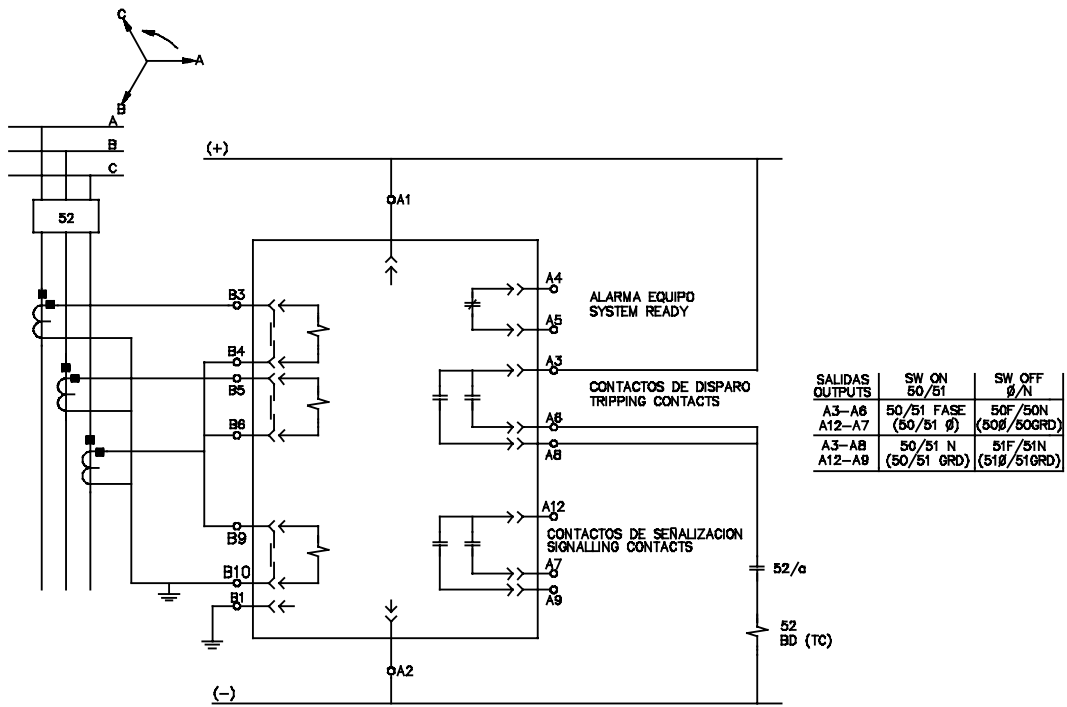 C
A
B
A
B
C
(+)
A1
52
B3
B4
B5
B6
B9
B10
B1
A4
ALARMA EQUIPO
SYSTEM READY
A5
A3
CONTACTOS DE DISPARO
TRIPPING CONTACTS
A6
A8
A12
CONTACTOS DE SEÑALIZACION
SIGNALLING CONTACTS
A7
A9
52/a
52
BD (TC)
A2
(-)
SALIDAS OUTPUTS SW ON 50/51 SW OFF Ø/N
A3-A6 50/51 FASE 50F/50N
A12-A7 (50/51 Ø) (50Ø/50GRD)
A3-A8 50/51 N 51F/51N
A12-A9 (50/51 GRD) (51Ø/51GRD)